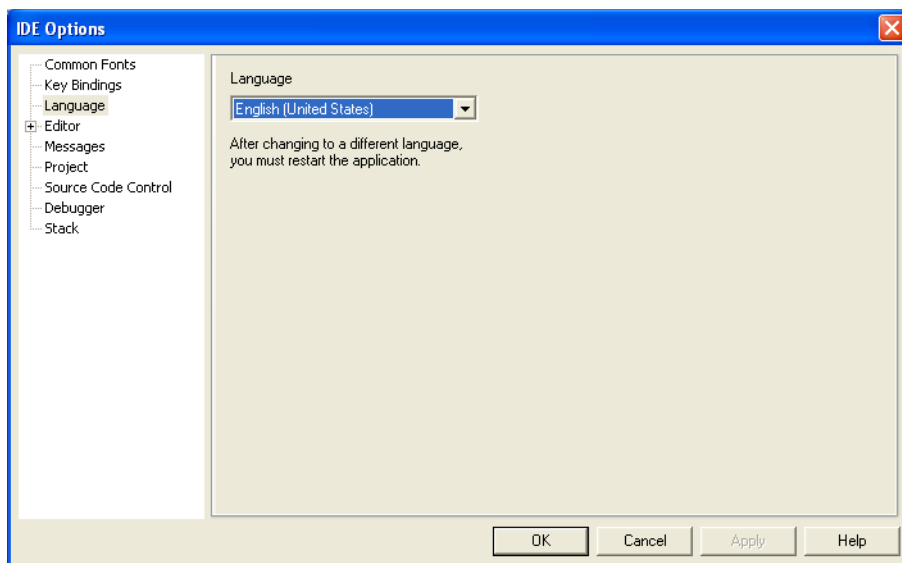 IDE Options
Common Fonts
Key Bindings
Language
Editor
Messages
Project
Source Code Control
Debugger
Stack
Language
English (United States)
After changing to a different language,
you must restart the application.
OK
Cancel
Apply
Help